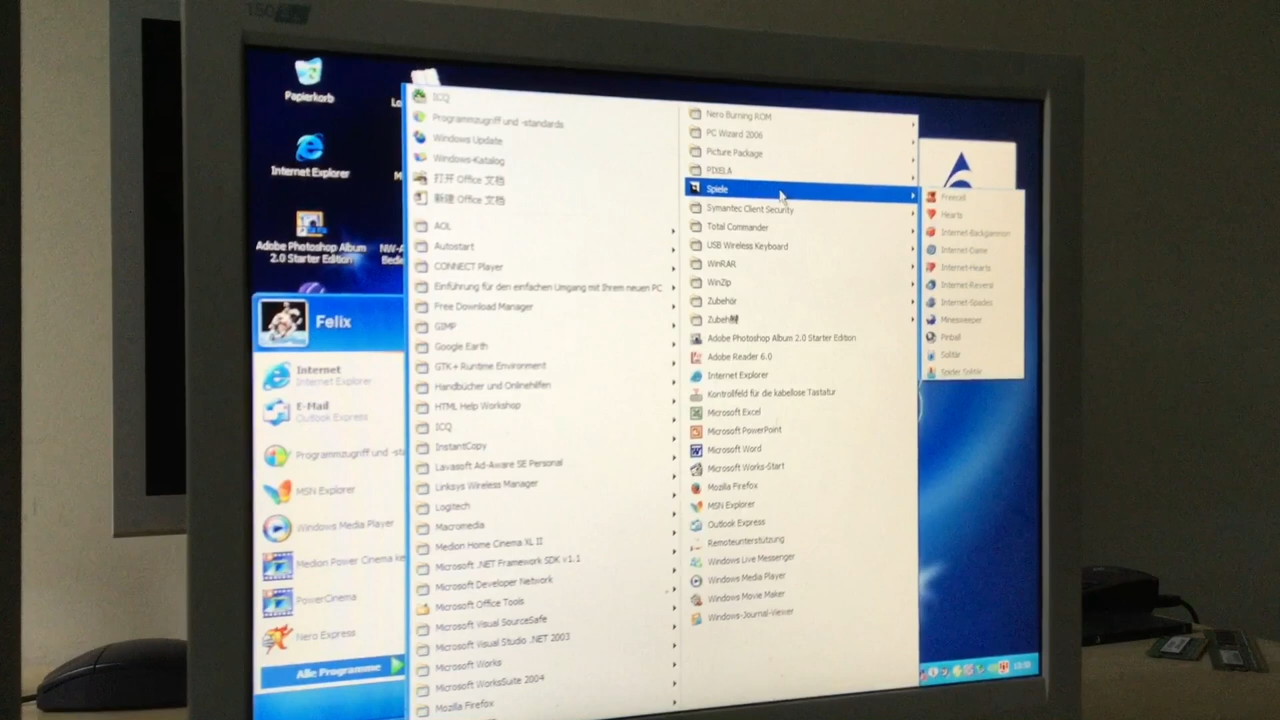 150
Papierkorb
Internet Explorer
Adobe Photoshop Album
2.0 Starter Edition
Lo
M
NW-A
Bedie
Felix
Internet
Internet Explorer
E-Mail
Outlook Express
Programmzugriff und -sta
MSN Explorer
Windows Media Player
Medion Power Cinema ke
PowerCinema
Nero Express
Alle Programme
ICQ
Programmzugriff und -standards
Windows Update
Windows-Katalog
打开 Office 文档
新建 Office 文档
AOL
Autostart
CONNECT Player
Einführung für den einfachen Umgang mit Ihrem neuen PC
Free Download Manager
GIMP
Google Earth
GTK+ Runtime Environment
Handbücher und Onlinehilfen
HTML Help Workshop
ICQ
InstantCopy
Lavasoft Ad-Aware SE Personal
Linksys Wireless Manager
Logitech
Macromedia
Medion Home Cinema XL II
Microsoft .NET Framework SDK v1.1
Microsoft Developer Network
Microsoft Office Tools
Microsoft Visual SourceSafe
Microsoft Visual Studio .NET 2003
Microsoft Works
Microsoft WorksSuite 2004
Mozilla Firefox
Nero Burning ROM
PC Wizard 2006
Picture Package
PIXELA
Spiele
Symantec Client Security
Total Commander
USB Wireless Keyboard
WinRAR
WinZip
Zubehör
Adobe Photoshop Album 2.0 Starter Edition
Adobe Reader 6.0
Internet Explorer
Kontrollfeld für die kabellose Tastatur
Microsoft Excel
Microsoft PowerPoint
Microsoft Word
Microsoft Works-Start
Mozilla Firefox
MSN Explorer
Outlook Express
Remoteunterstützung
Windows Live Messenger
Windows Media Player
Windows Movie Maker
Windows-Journal-Viewer
Freecell
Hearts
Internet-Backgammon
Internet-Dame
Internet-Hearts
Internet-Reversi
Internet-Spades
Minesweeper
Pinball
Solitär
Spider Solitär